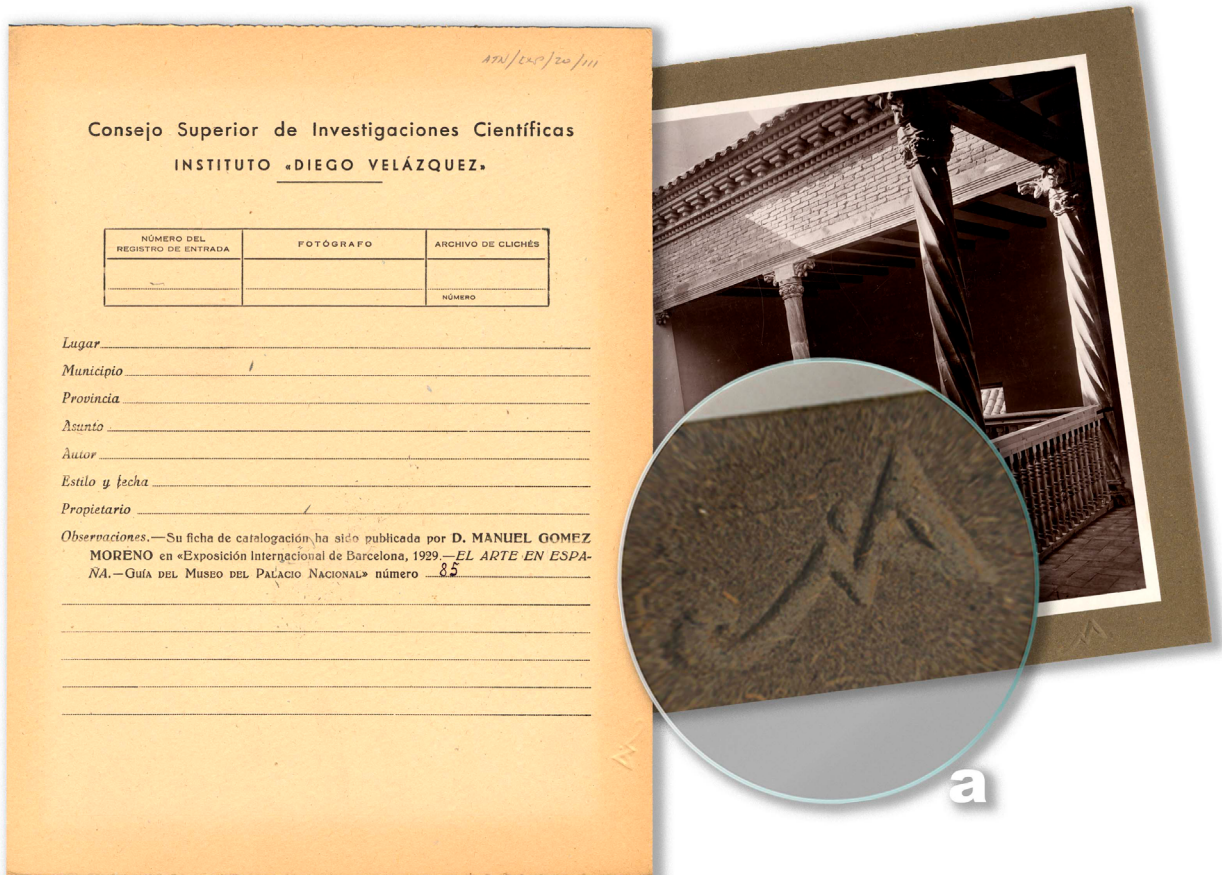 ATN/EXP/20/111
Consejo Superior de Investigaciones Científicas
INSTITUTO «DIEGO VELÁZQUEZ»
NÚMERO DEL REGISTRO DE ENTRADA
FOTÓGRAFO
ARCHIVO DE CLICHÉS
NÚMERO
Lugar
Municipio
Provincia
Asunto
Autor
Estilo y fecha
Propietario
Observaciones.—Su ficha de catalogación ha sido publicada por D. MANUEL GOMEZ
MORENO en «Exposición Internacional de Barcelona, 1929.—EL ARTE EN ESPA-
ÑA.—GUÍA DEL MUSEO DEL PALACIO NACIONAL» número 85
a